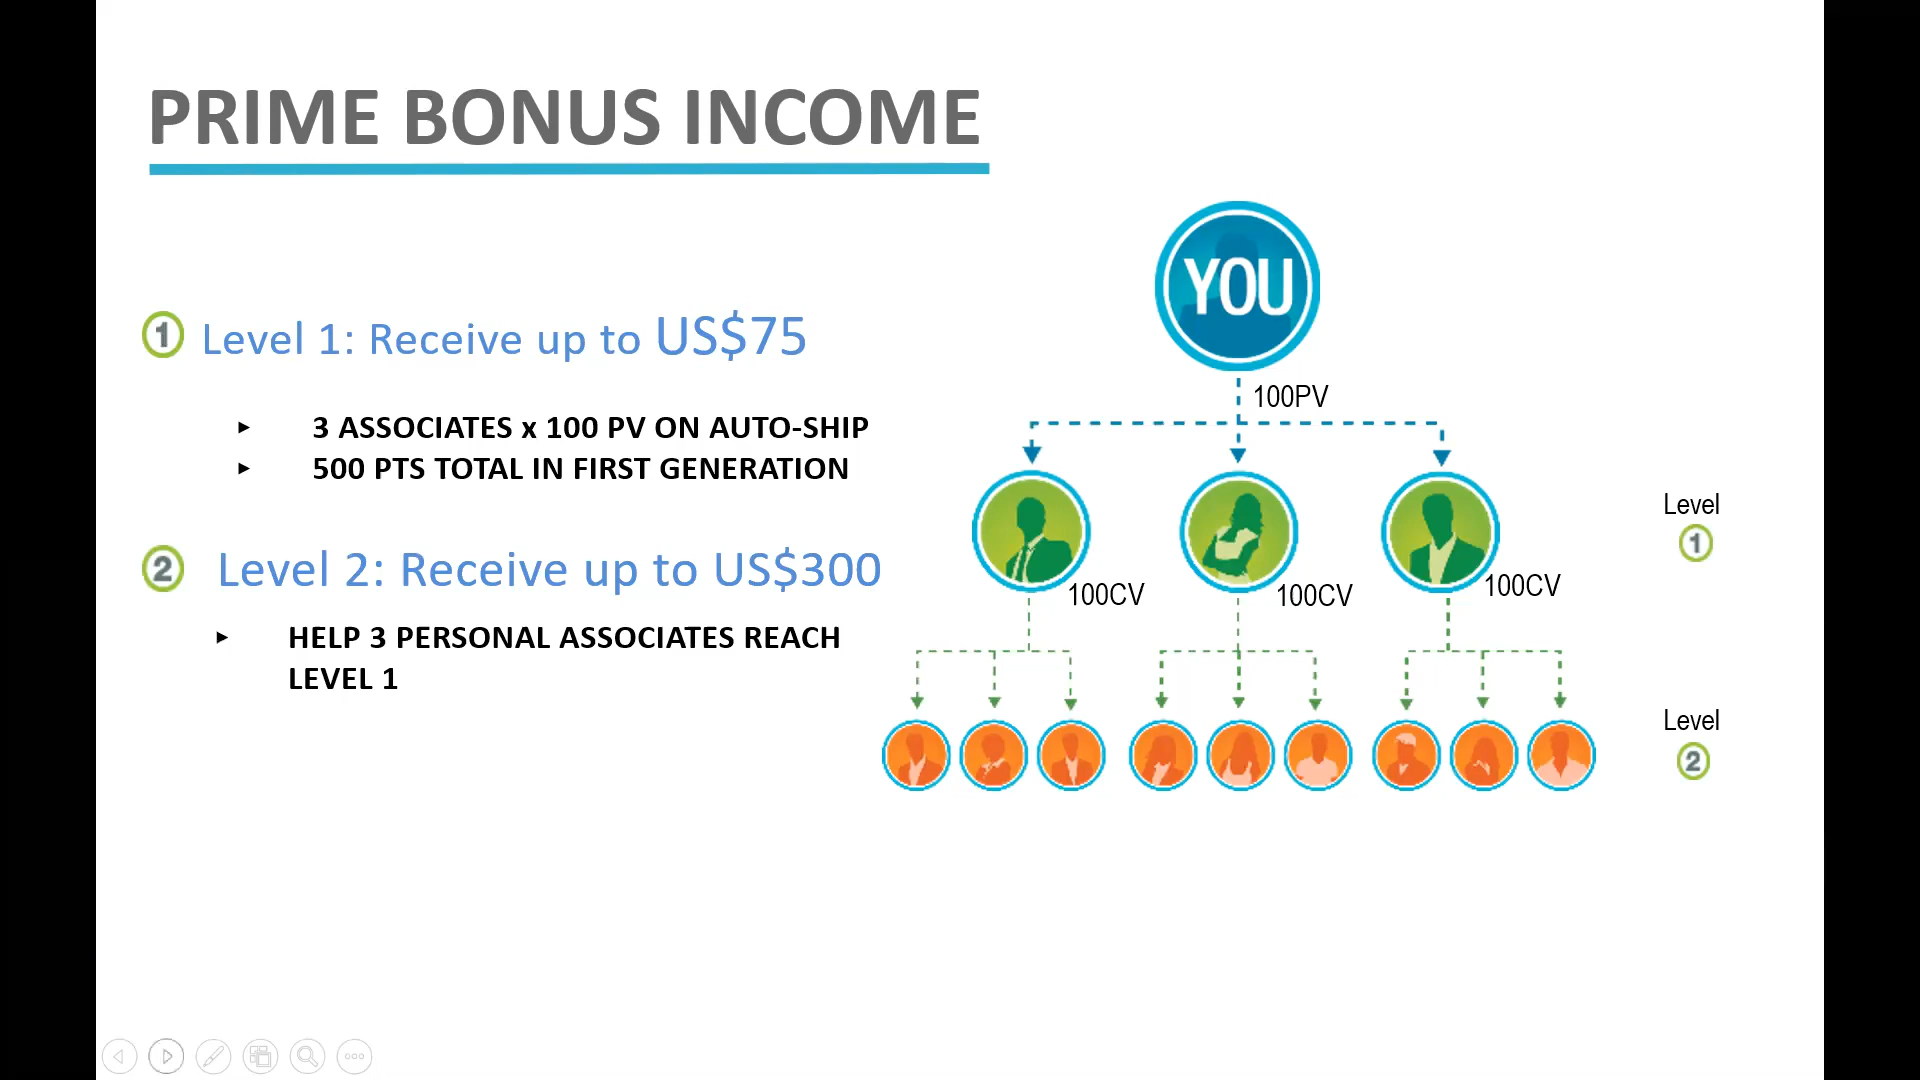 PRIME BONUS INCOME
YOU
100PV
1 Level 1: Receive up to US$75
3 ASSOCIATES x 100 PV ON AUTO-SHIP
500 PTS TOTAL IN FIRST GENERATION
Level
1
100CV
100CV
100CV
2 Level 2: Receive up to US$300
HELP 3 PERSONAL ASSOCIATES REACH
LEVEL 1
Level
2